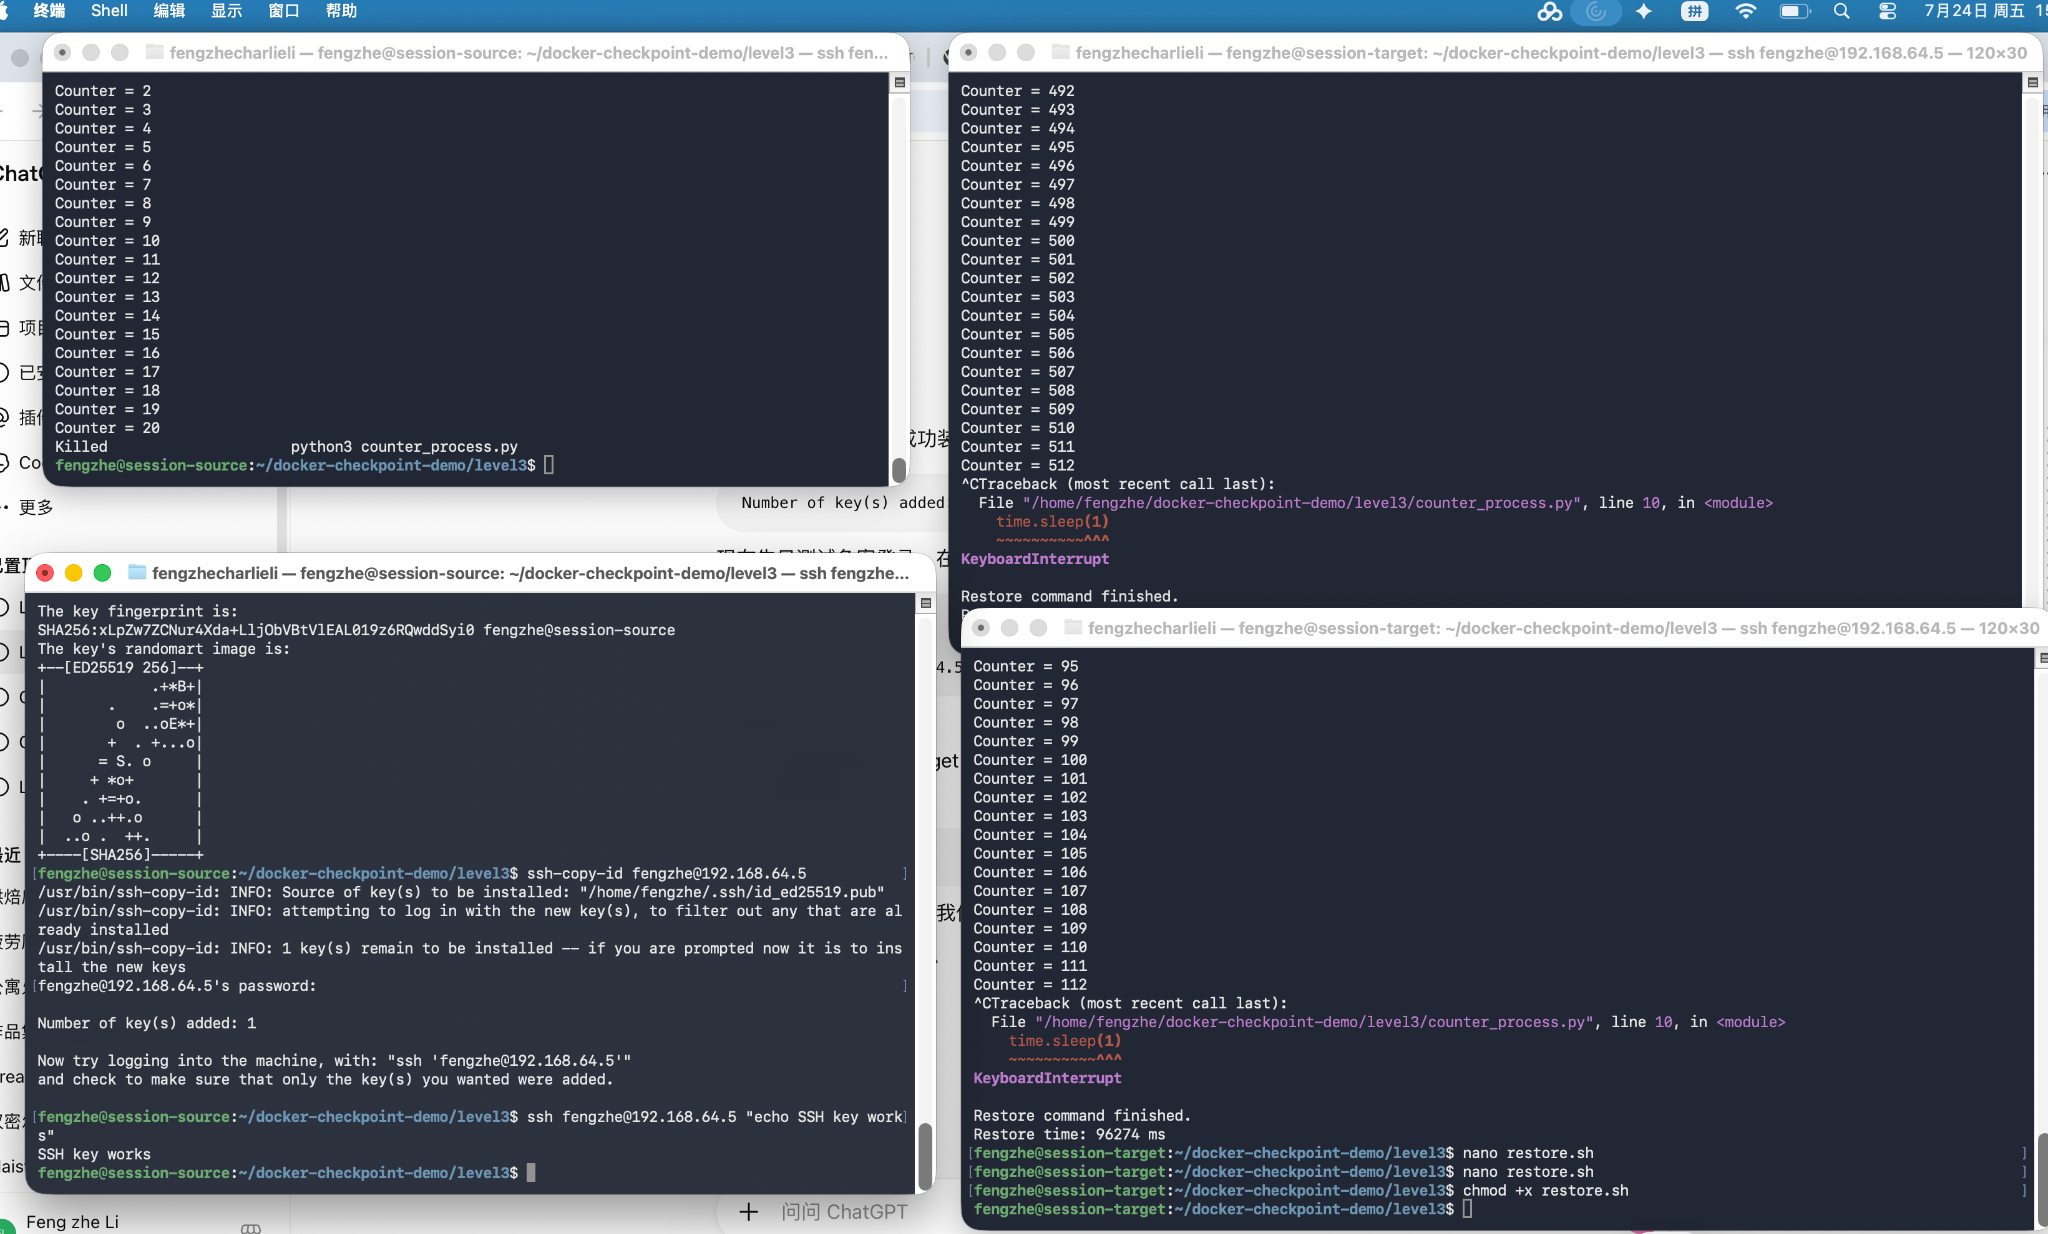 终端 Shell 编辑 显示 窗口 帮助
拼
7月24日 周五
fengzhecharlieli — fengzhe@session-source: ~/docker-checkpoint-demo/level3 — ssh fen...
Counter = 2
Counter = 3
Counter = 4
Counter = 5
Counter = 6
Counter = 7
Counter = 8
Counter = 9
Counter = 10
Counter = 11
Counter = 12
Counter = 13
Counter = 14
Counter = 15
Counter = 16
Counter = 17
Counter = 18
Counter = 19
Counter = 20
Killed                     python3 counter_process.py
fengzhe@session-source:~/docker-checkpoint-demo/level3$
fengzhecharlieli — fengzhe@session-target: ~/docker-checkpoint-demo/level3 — ssh fengzhe@192.168.64.5 — 120×30
Counter = 492
Counter = 493
Counter = 494
Counter = 495
Counter = 496
Counter = 497
Counter = 498
Counter = 499
Counter = 500
Counter = 501
Counter = 502
Counter = 503
Counter = 504
Counter = 505
Counter = 506
Counter = 507
Counter = 508
Counter = 509
Counter = 510
Counter = 511
Counter = 512
^CTraceback (most recent call last):
  File "/home/fengzhe/docker-checkpoint-demo/level3/counter_process.py", line 10, in <module>
    time.sleep(1)
    ~~~~~~~~~~^^^
KeyboardInterrupt
Restore command finished.
更多
Number of key(s) added
fengzhecharlieli — fengzhe@session-source: ~/docker-checkpoint-demo/level3 — ssh fengzhe...
The key fingerprint is:
SHA256:xLpZw7ZCNur4Xda+LljObVBtVlEAL019z6RQwddSyi0 fengzhe@session-source
The key's randomart image is:
+--[ED25519 256]--+
|            .+*B+|
|       .    .=+o*|
|        o  ..oE*+|
|       +  . +...o|
|      = S. o     |
|     + *o+       |
|    . +=+o.      |
|   o ..++.o      |
|  ..o .  ++.     |
+----[SHA256]-----+
[fengzhe@session-source:~/docker-checkpoint-demo/level3$ ssh-copy-id fengzhe@192.168.64.5 ]
/usr/bin/ssh-copy-id: INFO: Source of key(s) to be installed: "/home/fengzhe/.ssh/id_ed25519.pub"
/usr/bin/ssh-copy-id: INFO: attempting to log in with the new key(s), to filter out any that are al
ready installed
/usr/bin/ssh-copy-id: INFO: 1 key(s) remain to be installed -- if you are prompted now it is to ins
tall the new keys
[fengzhe@192.168.64.5's password: ]
Number of key(s) added: 1
Now try logging into the machine, with: "ssh 'fengzhe@192.168.64.5'"
and check to make sure that only the key(s) you wanted were added.
[fengzhe@session-source:~/docker-checkpoint-demo/level3$ ssh fengzhe@192.168.64.5 "echo SSH key work]
s"
SSH key works
fengzhe@session-source:~/docker-checkpoint-demo/level3$
fengzhecharlieli — fengzhe@session-target: ~/docker-checkpoint-demo/level3 — ssh fengzhe@192.168.64.5 — 120×30
Counter = 95
Counter = 96
Counter = 97
Counter = 98
Counter = 99
Counter = 100
Counter = 101
Counter = 102
Counter = 103
Counter = 104
Counter = 105
Counter = 106
Counter = 107
Counter = 108
Counter = 109
Counter = 110
Counter = 111
Counter = 112
^CTraceback (most recent call last):
  File "/home/fengzhe/docker-checkpoint-demo/level3/counter_process.py", line 10, in <module>
    time.sleep(1)
    ~~~~~~~~~~^^^
KeyboardInterrupt
Restore command finished.
Restore time: 96274 ms
[fengzhe@session-target:~/docker-checkpoint-demo/level3$ nano restore.sh ]
[fengzhe@session-target:~/docker-checkpoint-demo/level3$ nano restore.sh ]
[fengzhe@session-target:~/docker-checkpoint-demo/level3$ chmod +x restore.sh ]
fengzhe@session-target:~/docker-checkpoint-demo/level3$
Feng zhe Li
问问 ChatGPT